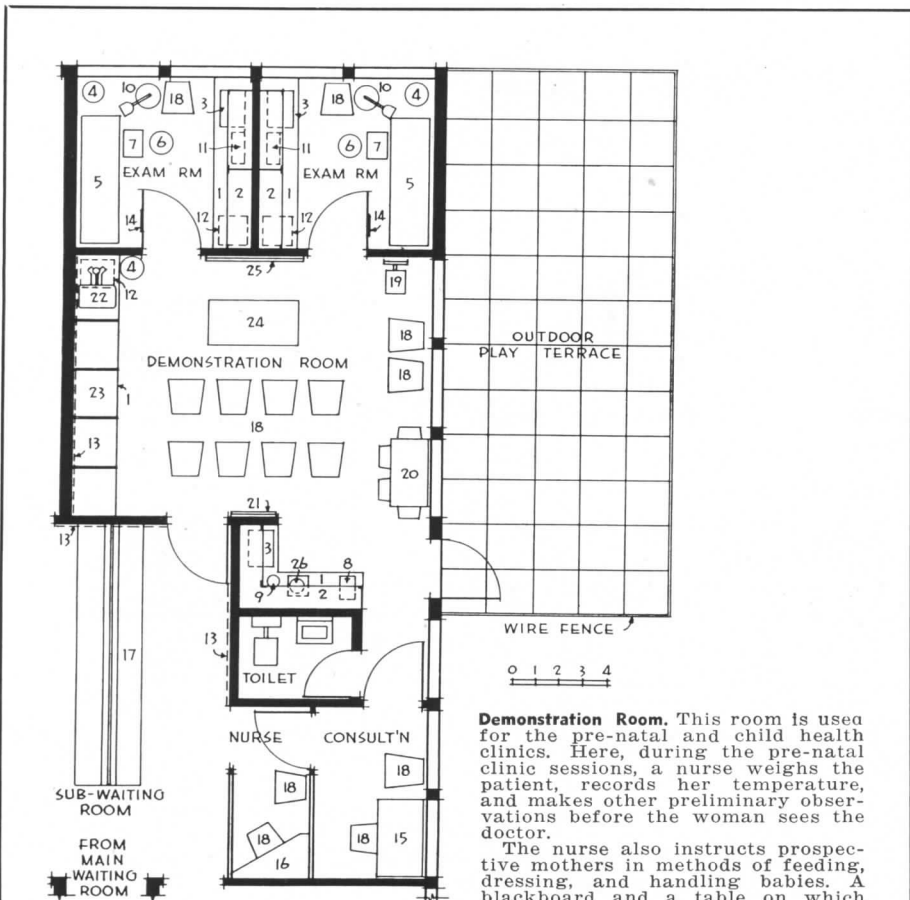 4
10
18
3
7
6
11
EXAM RM
5
1
2
12
14
18
10
4
3
11
6
7
EXAM RM
5
2
1
12
14
4
22
12
25
19
24
18
18
OUTDOOR
PLAY TERRACE
DEMONSTRATION ROOM
23
1
18
13
20
21
13
3
26
8
9
1
2
WIRE FENCE
13
17
TOILET
0 1 2 3 4
NURSE
CONSULT'N
18
18
18
18
15
16
SUB-WAITING
ROOM
FROM
MAIN
WAITING
ROOM
Demonstration Room. This room is used
for the pre-natal and child health
clinics. Here, during the pre-natal
clinic sessions, a nurse weighs the
patient, records her temperature,
and makes other preliminary obser-
vations before the woman sees the
doctor.
The nurse also instructs prospec-
tive mothers in methods of feeding,
dressing, and handling babies. A
blackboard and a table on which